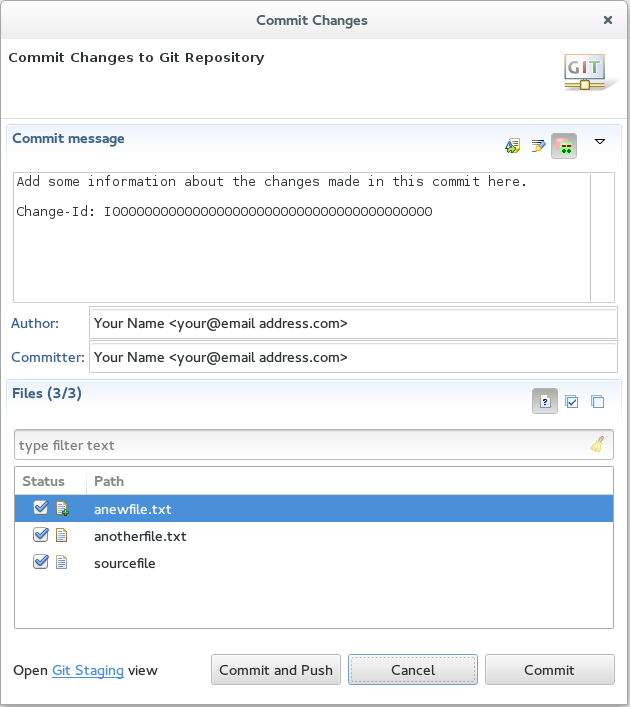 Commit Changes
Commit Changes to Git Repository
GIT
Commit message
Add some information about the changes made in this commit here.
Change-Id: I0000000000000000000000000000000000000000
Author: Your Name <your@email address.com>
Committer: Your Name <your@email address.com>
Files (3/3)
type filter text
Status Path
anewfile.txt
anotherfile.txt
sourcefile
Open Git Staging view Commit and Push Cancel Commit